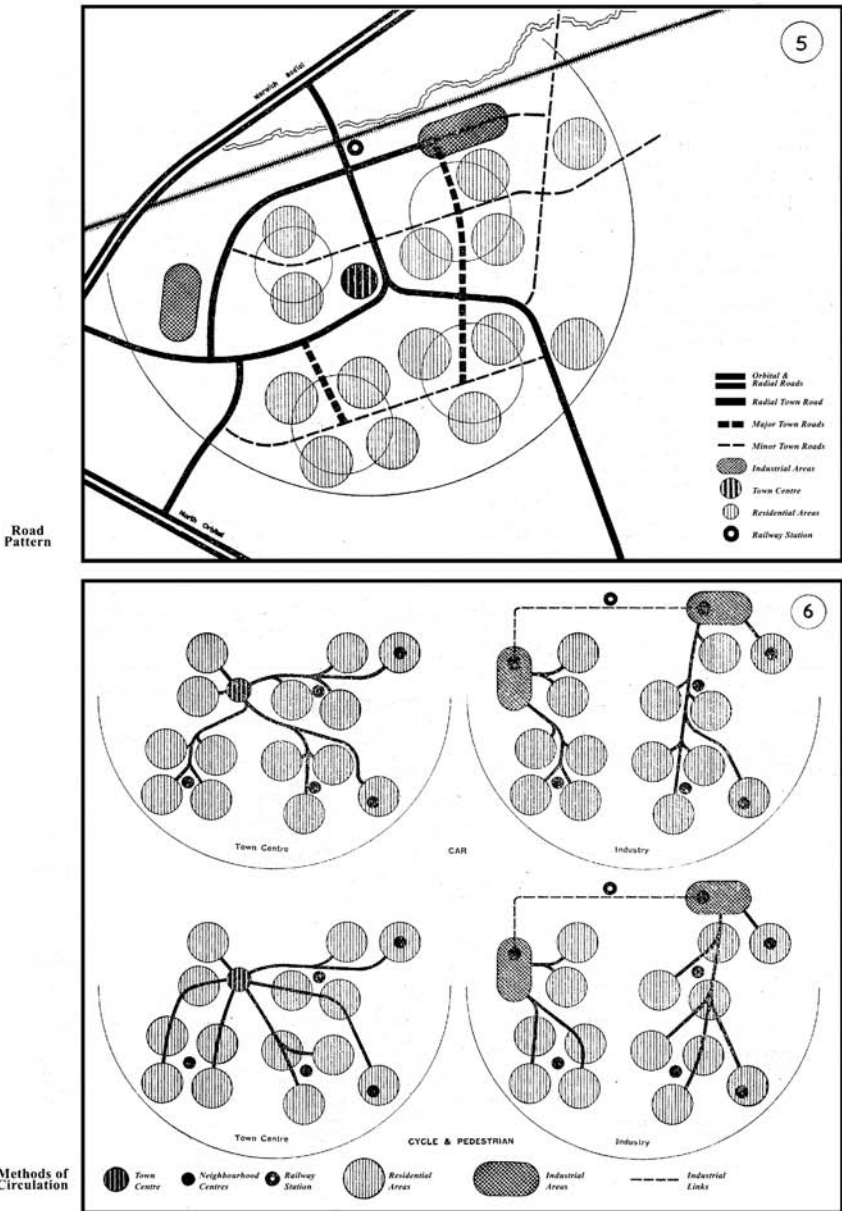 5
Warwick Radial
North Orbital
Orbital &
Radial Roads
Radial Town Road
Major Town Roads
Minor Town Roads
Industrial Areas
Town Centre
Residential Areas
Railway Station
Road
Pattern
6
Town Centre
CAR
Industry
Town Centre
CYCLE & PEDESTRIAN
Industry
Methods of
Circulation
Town
Centre
Neighbourhood
Centres
Railway
Station
Residential
Areas
Industrial
Areas
Industrial
Links